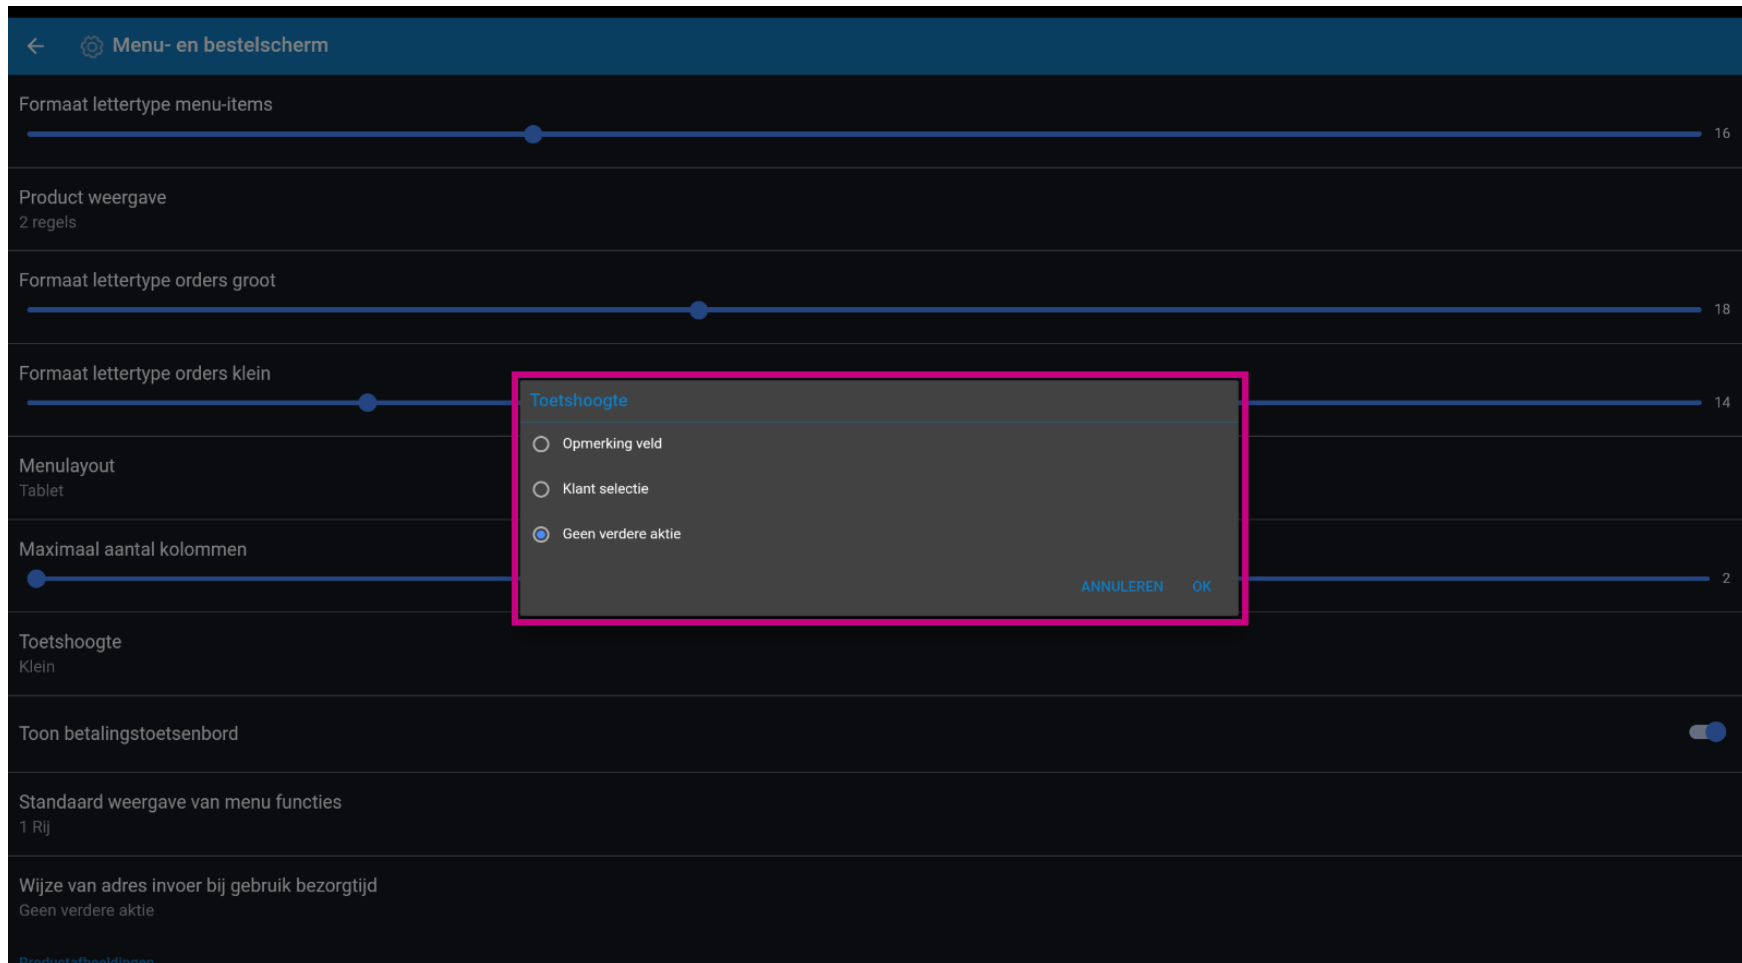 Menu- en bestelscherm
Formaat lettertype menu-items
16
Product weergave
2 regels
Formaat lettertype orders groot
18
Formaat lettertype orders klein
14
Menulayout
Tablet
Maximaal aantal kolommen
2
Toetshoogte
Klein
Toon betalingstoetsenbord
Standaard weergave van menu functies
1 Rij
Wijze van adres invoer bij gebruik bezorgtijd
Geen verdere aktie
Productafbeeldingen
Toetshoogte
Opmerking veld
Klant selectie
Geen verdere aktie
ANNULEREN OK